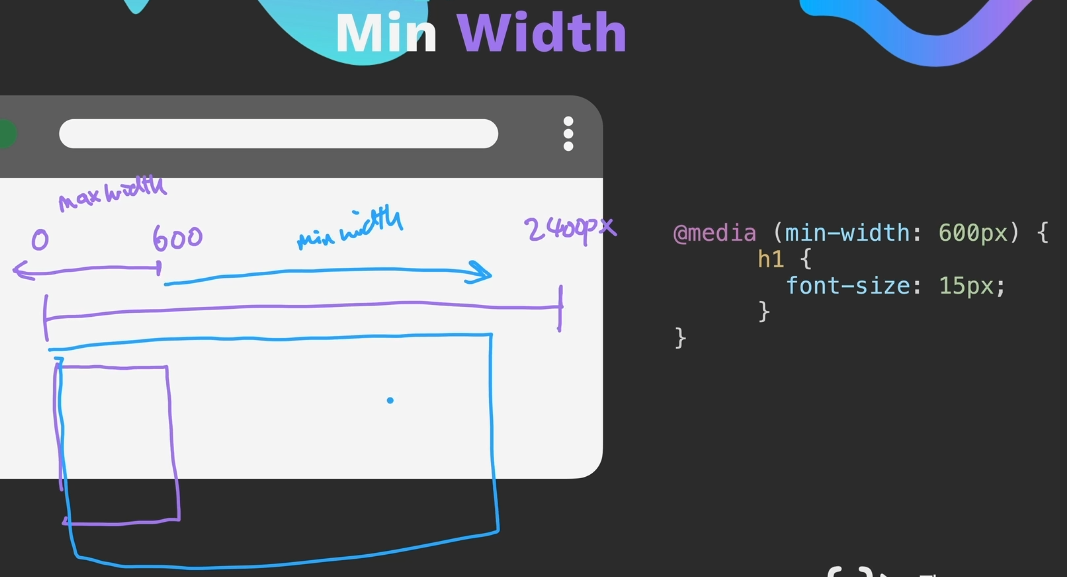 Min Width
max width
0 600 2400px
min width
@media (min-width: 600px) {
h1 {
font-size: 15px;
}
}